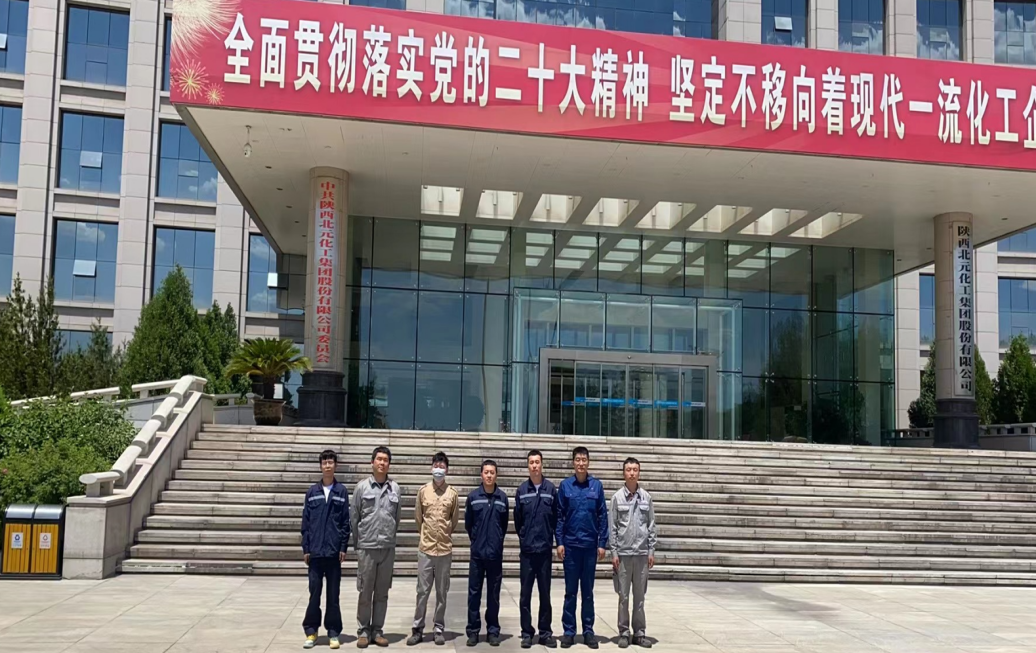 全面贯彻落实党的二十大精神 坚定不移向着现代一流化工企
中共陕西北元化工集团股份有限公司委员会
陕西北元化工集团股份有限公司